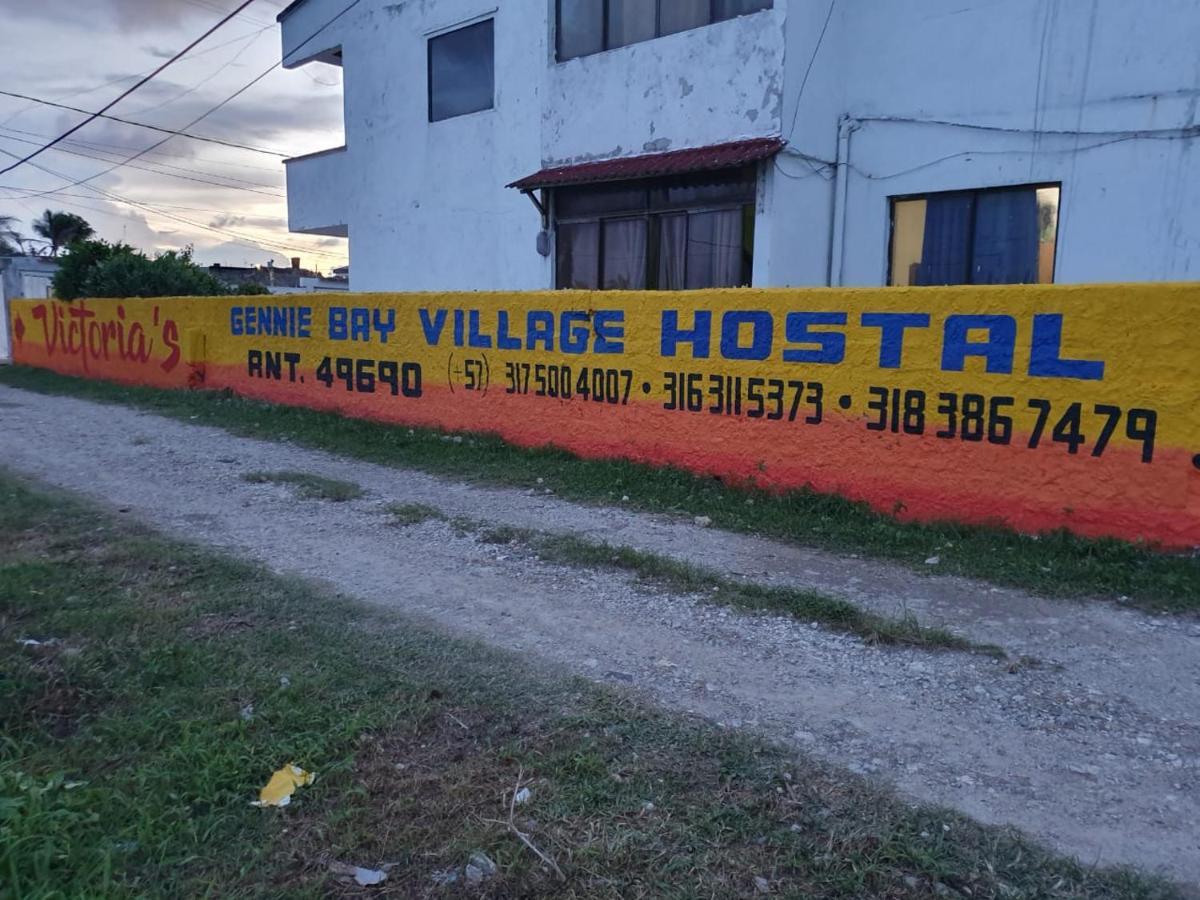 Victoria's
GENNIE BAY VILLAGE HOSTAL
RNT. 49690 (+57) 317 500 4007 • 316 311 5373 • 318 386 7479